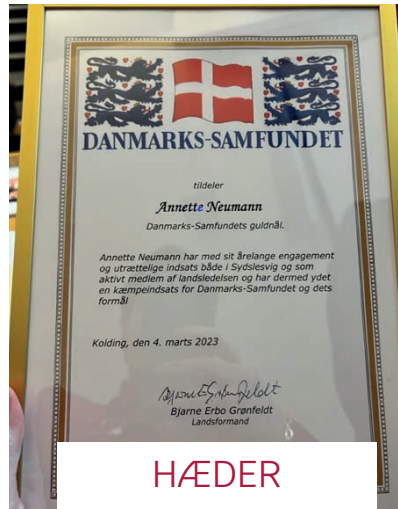 DANMARKS-SAMFUNDET
tildeler
Annette Neumann
Danmarks-Samfundets guldnål.
Annette Neumann har med sit årelange engagement
og utrættelige indsats både i Sydslesvig og som
aktivt medlem af landsledelsen og har dermed ydet
en kæmpeindsats for Danmarks-Samfundet og dets
formål
Kolding, den 4. marts 2023
Bjarne Erbo Grønfeldt
Landsformand
HÆDER